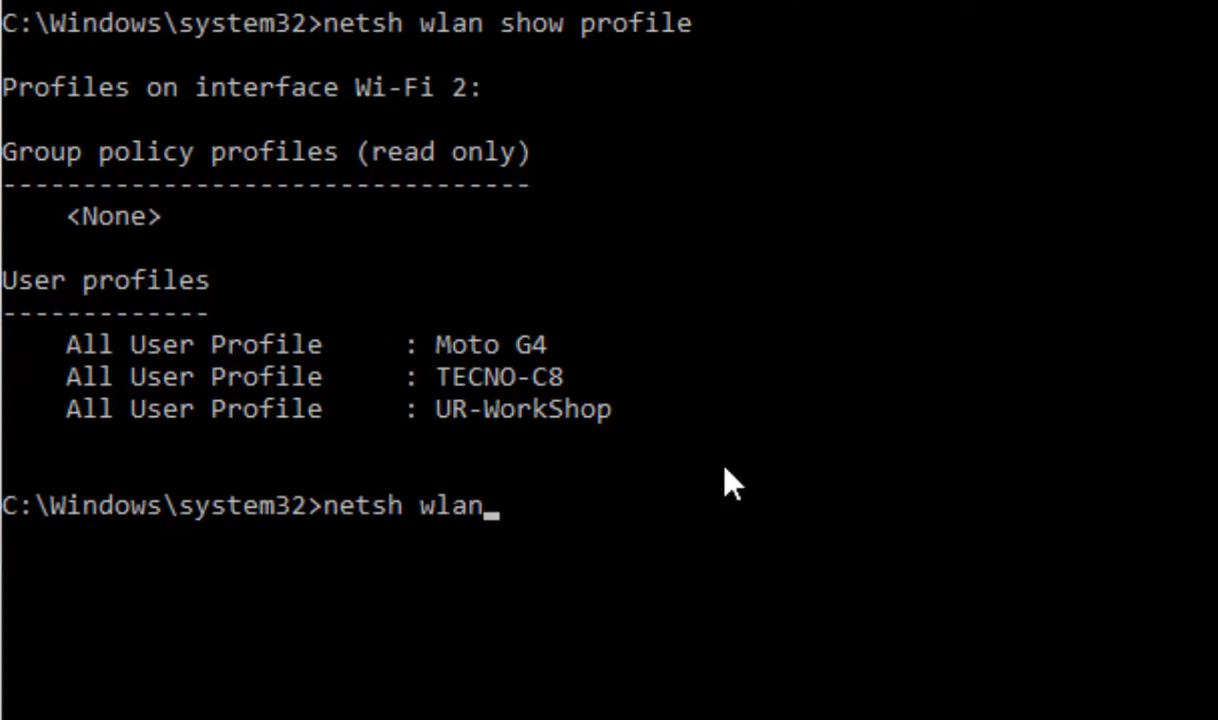 C:\Windows\system32>netsh wlan show profile
Profiles on interface Wi-Fi 2:
Group policy profiles (read only)
---------------------------------
    <None>
User profiles
-------------
    All User Profile     : Moto G4
    All User Profile     : TECNO-C8
    All User Profile     : UR-WorkShop
C:\Windows\system32>netsh wlan_